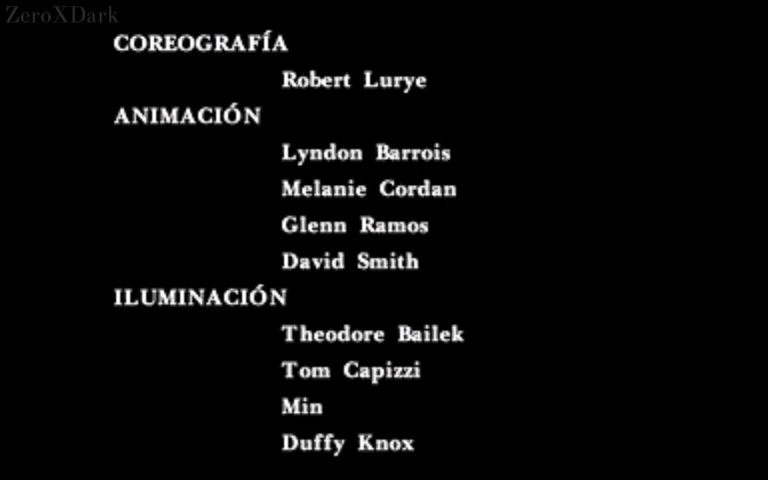 ZeroXDark
COREOGRAFÍA
Robert Lurye
ANIMACIÓN
Lyndon Barrois
Melanie Cordan
Glenn Ramos
David Smith
ILUMINACIÓN
Theodore Bailek
Tom Capizzi
Min
Duffy Knox